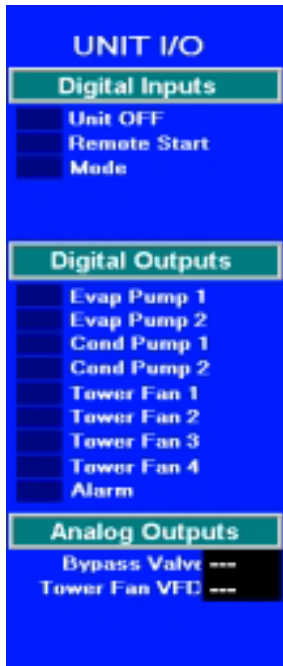 UNIT I/O
Digital Inputs
Unit OFF
Remote Start
Mode
Digital Outputs
Evap Pump 1
Evap Pump 2
Cond Pump 1
Cond Pump 2
Tower Fan 1
Tower Fan 2
Tower Fan 3
Tower Fan 4
Alarm
Analog Outputs
Bypass Valve ---
Tower Fan VFD ---